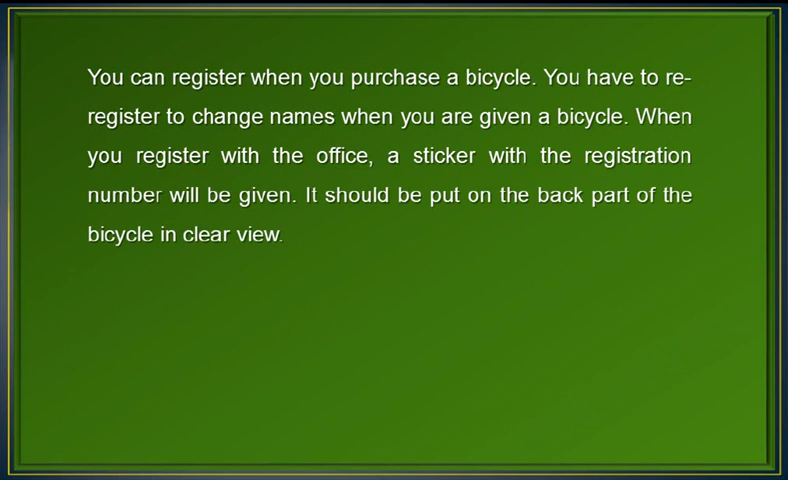 You can register when you purchase a bicycle. You have to re-
register to change names when you are given a bicycle. When
you register with the office, a sticker with the registration
number will be given. It should be put on the back part of the
bicycle in clear view.